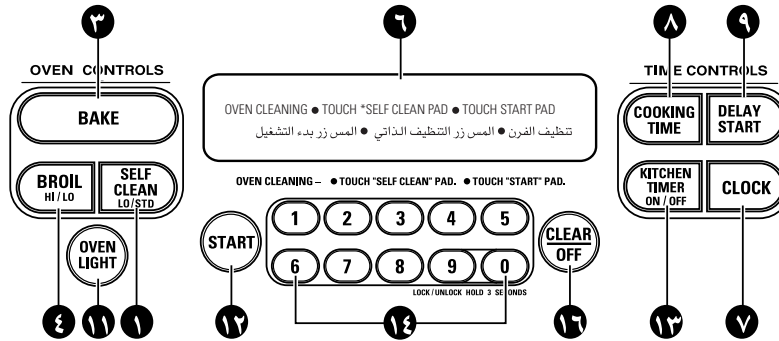 ٣
٦
٨
٩
OVEN CONTROLS
TIME CONTROLS
BAKE
OVEN CLEANING ● TOUCH *SELF CLEAN PAD ● TOUCH START PAD
تنظيف الفرن ● المس زر التنظيف الذاتي ● المس زر بدء التشغيل
COOKING TIME
DELAY START
BROIL HI / LO
SELF CLEAN LO/STD
OVEN CLEANING – ● TOUCH "SELF CLEAN" PAD. ● TOUCH "START" PAD.
KITCHEN TIMER ON / OFF
CLOCK
OVEN LIGHT
START
1 2 3 4 5
6 7 8 9 0
CLEAR
OFF
LOCK/UNLOCK HOLD 3 SECONDS
٤
١١
١
١٢
١٤
١٦
١٣
٧